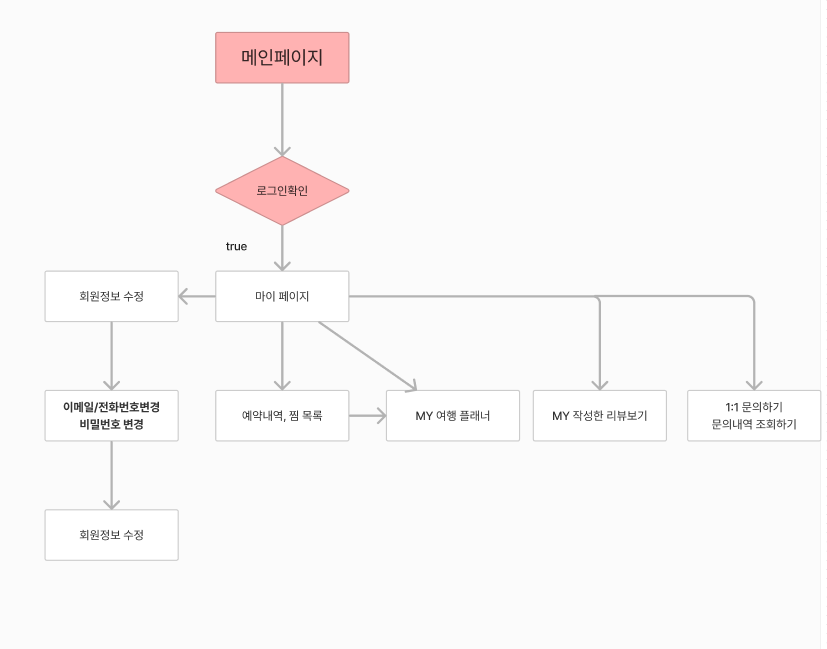 메인페이지
로그인확인
true
회원정보 수정
마이 페이지
이메일/전화번호변경
비밀번호 변경
예약내역, 찜 목록
MY 여행 플래너
MY 작성한 리뷰보기
1:1 문의하기
문의내역 조회하기
회원정보 수정